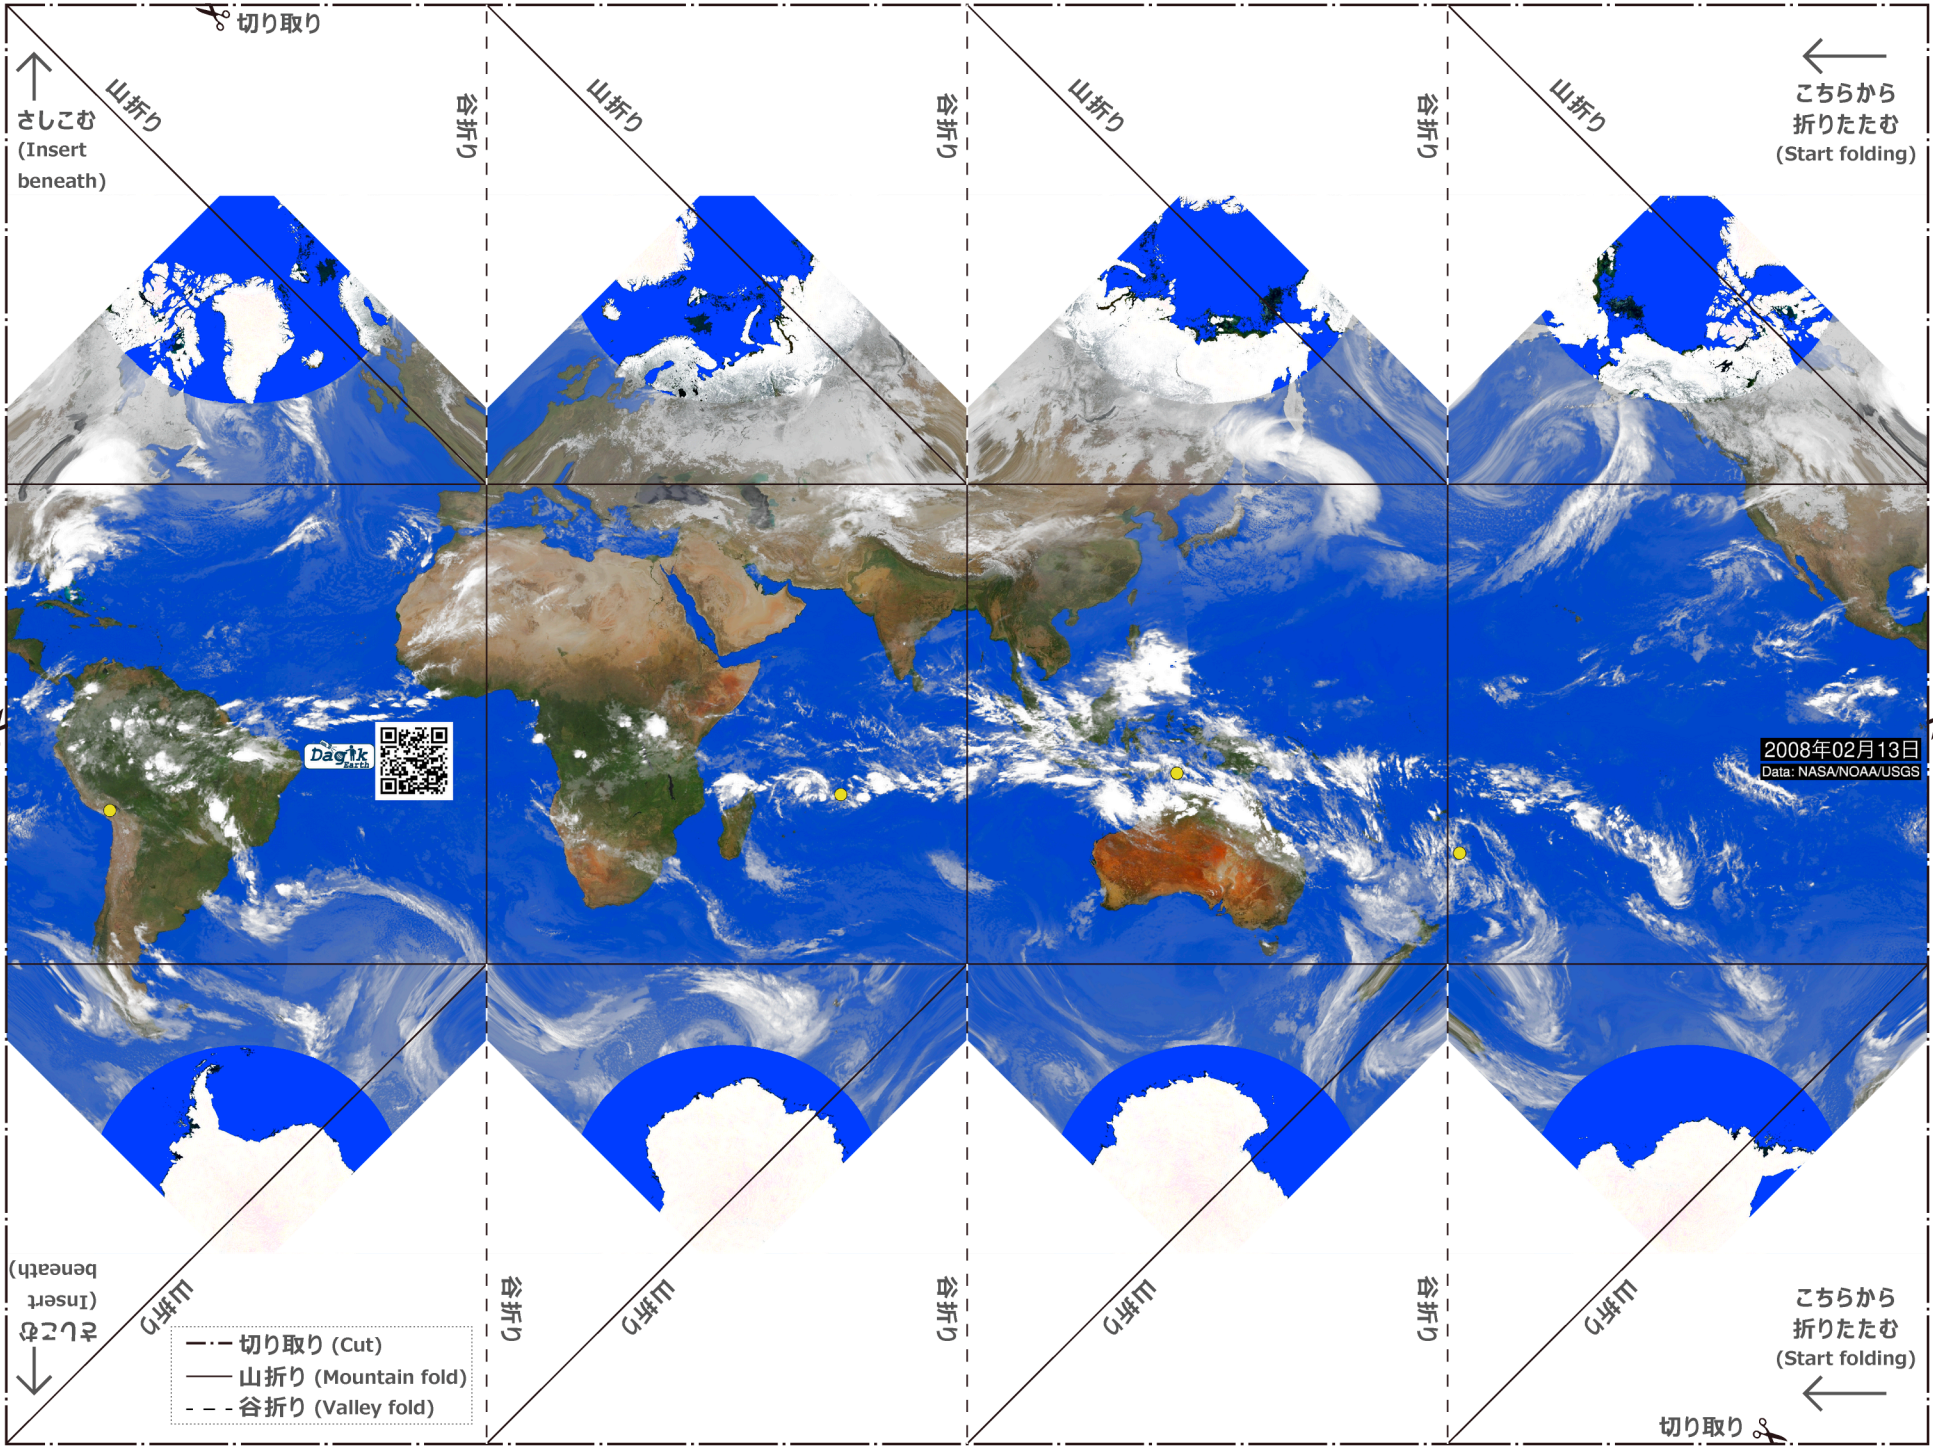 切り取り
さしこむ
(Insert
beneath)
山折り
谷折り
山折り
谷折り
山折り
谷折り
山折り
こちらから
折りたたむ
(Start folding)
Dagik
Earth
2008年02月13日
Data: NASA/NOAA/USGS
さしこむ
(Insert
beneath)
山折り
谷折り
山折り
谷折り
山折り
谷折り
山折り
こちらから
折りたたむ
(Start folding)
切り取り (Cut)
山折り (Mountain fold)
谷折り (Valley fold)
切り取り